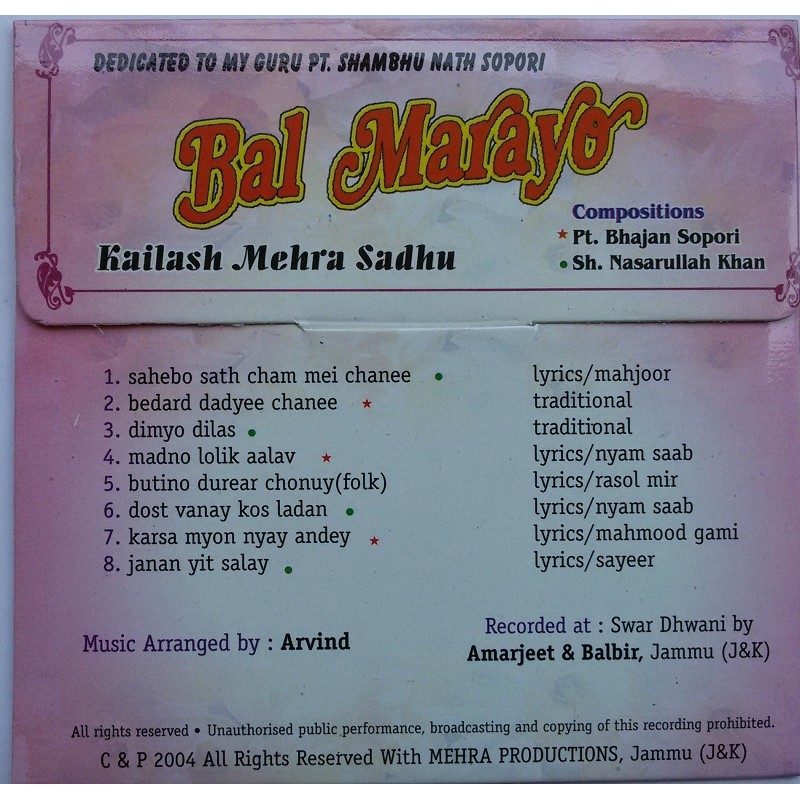 DEDICATED TO MY GURU PT. SHAMBHU NATH SOPORI
Bal Marayo
Compositions
★ Pt. Bhajan Sopori
Kailash Mehra Sadhu
● Sh. Nasarullah Khan
1. sahebo sath cham mei chanee ● lyrics/mahjoor
2. bedard dadyee chanee ★ traditional
3. dimyo dilas ● traditional
4. madno lolik aalav ★ lyrics/nyam saab
5. butino durear chonuy(folk) lyrics/rasol mir
6. dost vanay kos ladan ● lyrics/nyam saab
7. karsa myon nyay andey ★ lyrics/mahmood gami
8. janan yit salay ● lyrics/sayeer
Music Arranged by : Arvind
Recorded at : Swar Dhwani by
Amarjeet & Balbir, Jammu (J&K)
All rights reserved • Unauthorised public performance, broadcasting and copying of this recording prohibited.
C & P 2004 All Rights Reserved With MEHRA PRODUCTIONS, Jammu (J&K)